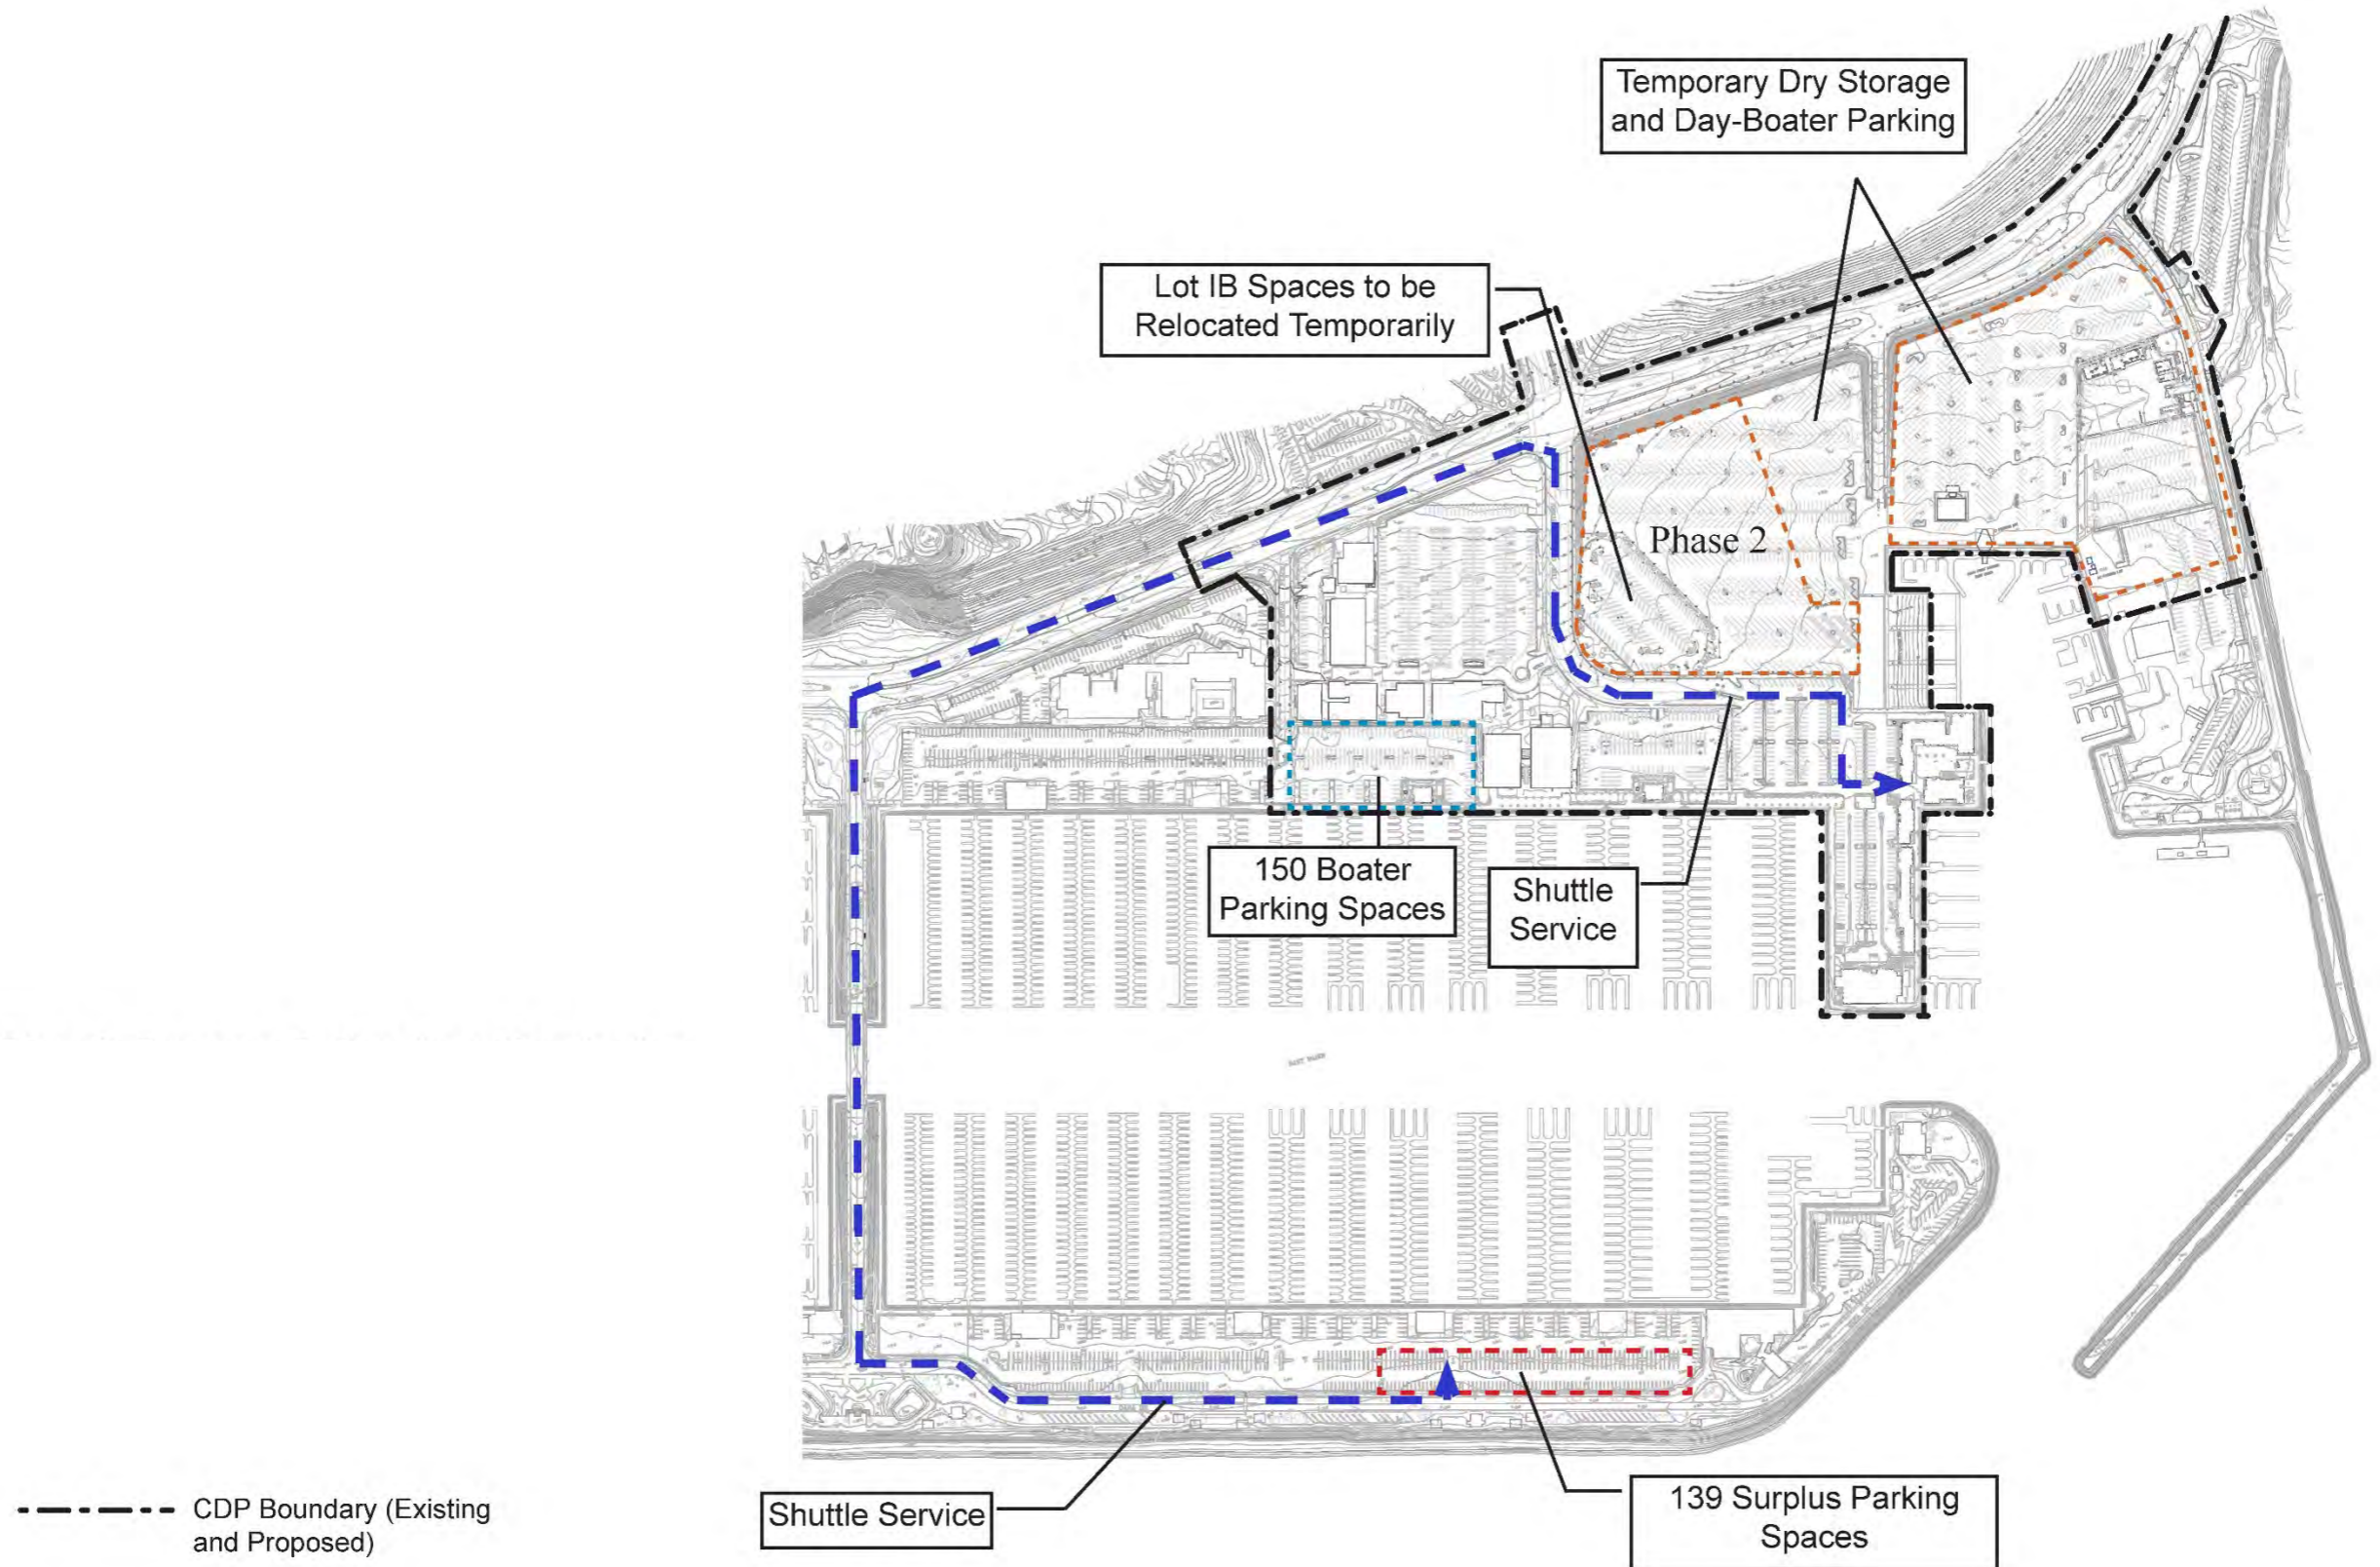 Temporary Dry Storage
and Day-Boater Parking
Lot IB Spaces to be
Relocated Temporarily
Phase 2
150 Boater
Parking Spaces
Shuttle
Service
Shuttle Service
139 Surplus Parking
Spaces
CDP Boundary (Existing
and Proposed)